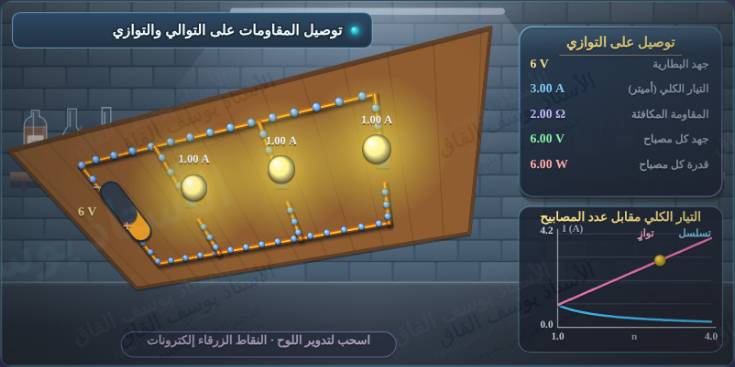 توصيل المقاومات على التوالي والتوازي
توصيل على التوازي
جهد البطارية 6 V
التيار الكلي (أميتر) 3.00 A
المقاومة المكافئة 2.00 Ω
جهد كل مصباح 6.00 V
قدرة كل مصباح 6.00 W
1.00 A
1.00 A
1.00 A
6 V
التيار الكلي مقابل عدد المصابيح
4.2 I (A) تواز تسلسل
0.0
1.0 n 4.0
اسحب لتدوير اللوح · النقاط الزرقاء إلكترونات
الأستاذ يوسف القاق